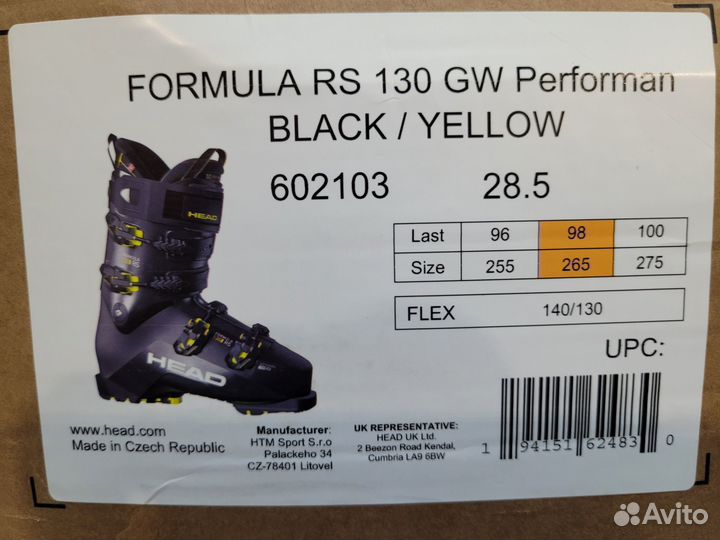 FORMULA RS 130 GW Performan
BLACK / YELLOW
602103 28.5
HEAD
HEAD
Last 96 98 100
Size 255 265 275
FLEX 140/130
UPC:
www.head.com
Made in Czech Republic
Manufacturer:
HTM Sport S.r.o
Palackeho 34
CZ-78401 Litovel
UK REPRESENTATIVE:
HEAD UK Ltd.
2 Beezon Road Kendal,
Cumbria LA9 6BW
1 94151 62483 0
Avito